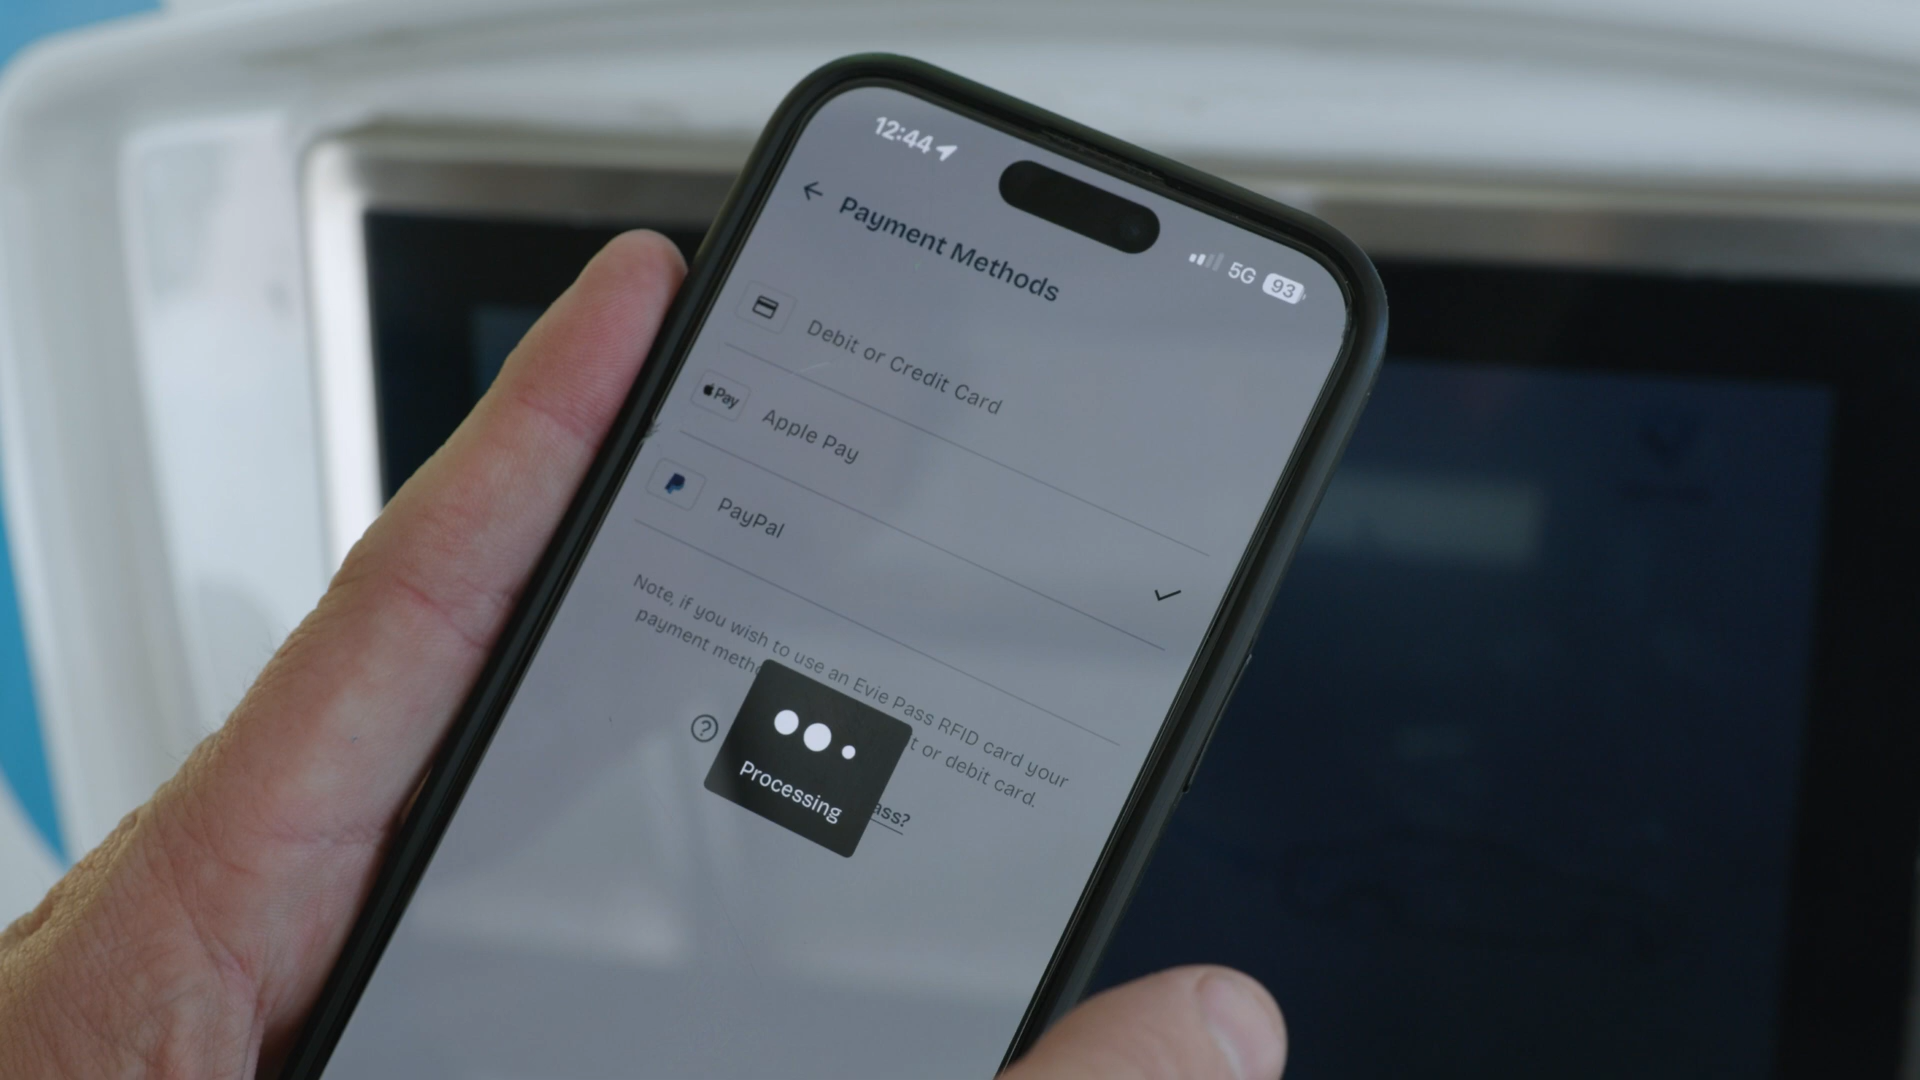 12:44
5G 93
Payment Methods
Debit or Credit Card
Pay
Apple Pay
PayPal
Note, if you wish to use an Evie Pass RFID card your
payment t or debit card.
ass?
Processing